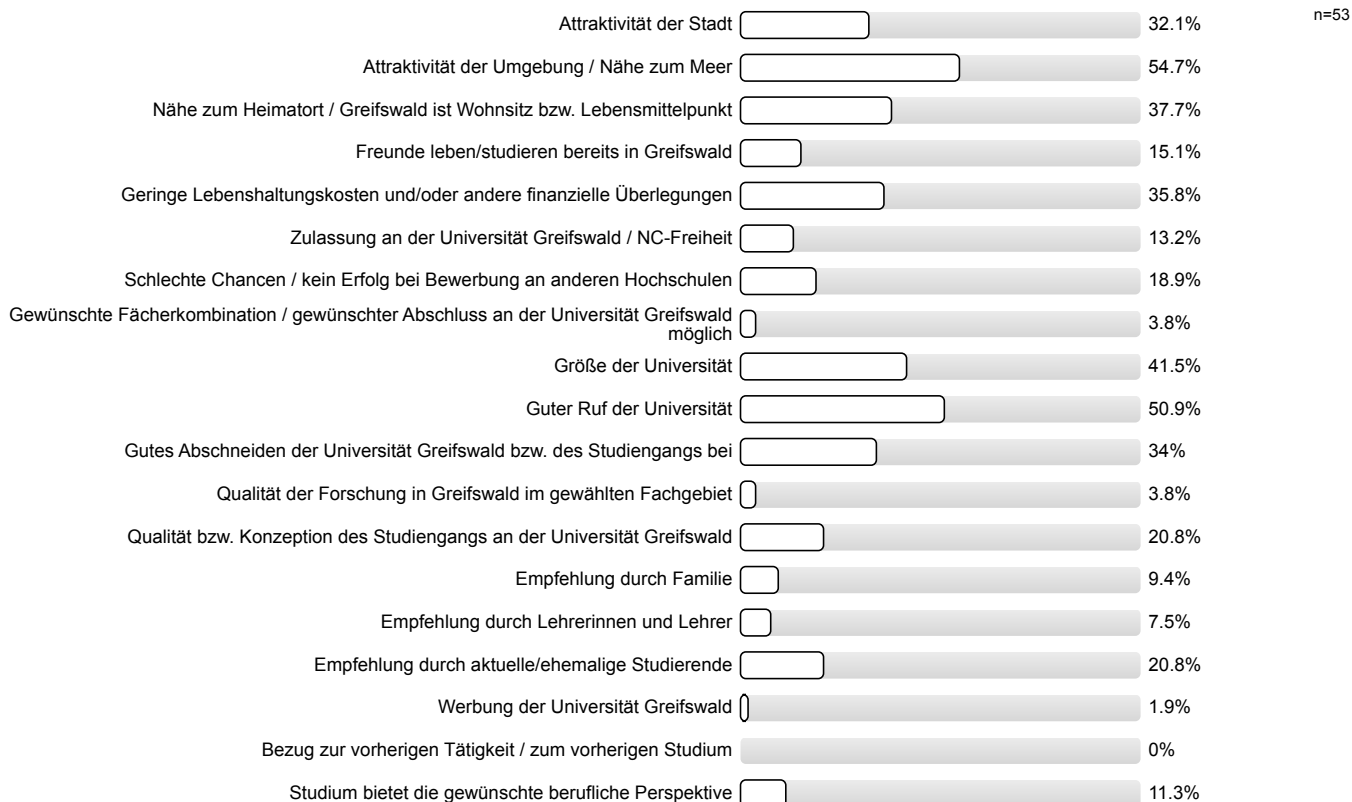 n=53
Attraktivität der Stadt 32.1%
Attraktivität der Umgebung / Nähe zum Meer 54.7%
Nähe zum Heimatort / Greifswald ist Wohnsitz bzw. Lebensmittelpunkt 37.7%
Freunde leben/studieren bereits in Greifswald 15.1%
Geringe Lebenshaltungskosten und/oder andere finanzielle Überlegungen 35.8%
Zulassung an der Universität Greifswald / NC-Freiheit 13.2%
Schlechte Chancen / kein Erfolg bei Bewerbung an anderen Hochschulen 18.9%
Gewünschte Fächerkombination / gewünschter Abschluss an der Universität Greifswald
möglich 3.8%
Größe der Universität 41.5%
Guter Ruf der Universität 50.9%
Gutes Abschneiden der Universität Greifswald bzw. des Studiengangs bei 34%
Qualität der Forschung in Greifswald im gewählten Fachgebiet 3.8%
Qualität bzw. Konzeption des Studiengangs an der Universität Greifswald 20.8%
Empfehlung durch Familie 9.4%
Empfehlung durch Lehrerinnen und Lehrer 7.5%
Empfehlung durch aktuelle/ehemalige Studierende 20.8%
Werbung der Universität Greifswald 1.9%
Bezug zur vorherigen Tätigkeit / zum vorherigen Studium 0%
Studium bietet die gewünschte berufliche Perspektive 11.3%